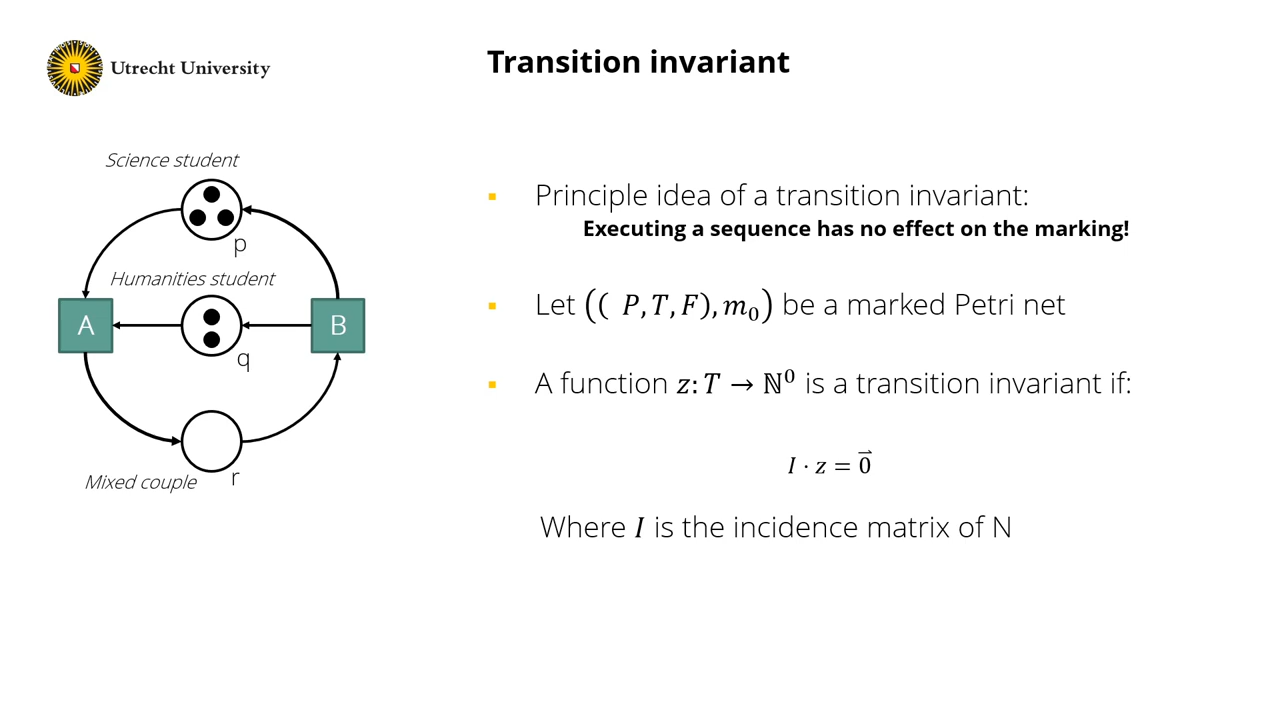 Utrecht University
Transition invariant
Science student
p
Humanities student
A
B
q
Mixed couple
r
▪ Principle idea of a transition invariant:
Executing a sequence has no effect on the marking!
▪ Let (( P, T, F), m₀) be a marked Petri net
▪ A function z: T → ℕ⁰ is a transition invariant if:
I · z = 0⃗
Where I is the incidence matrix of N